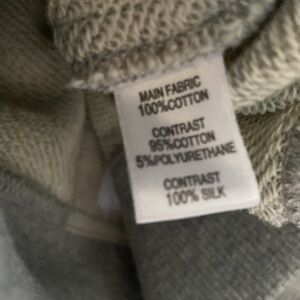 MAIN FABRIC
100%COTTON
CONTRAST
95%COTTON
5%POLYURETHANE
CONTRAST
100% SILK